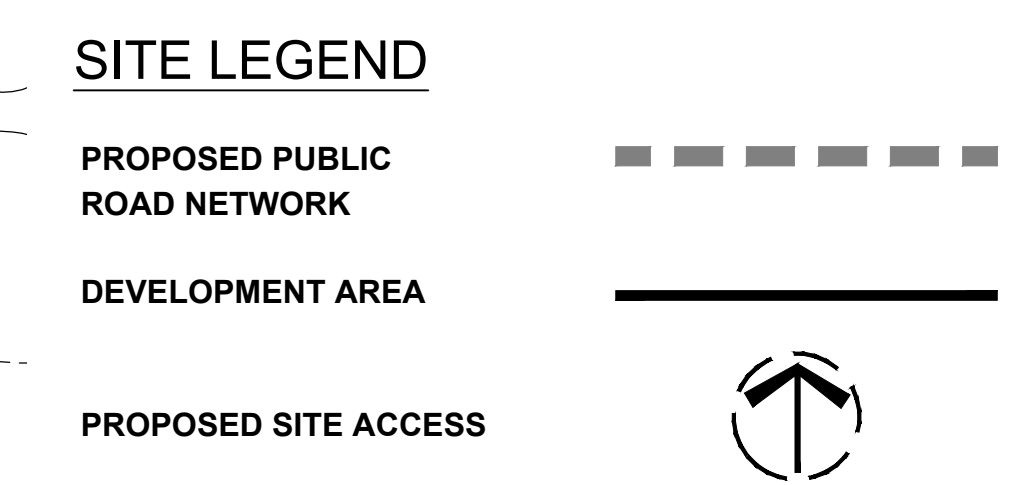 SITE LEGEND
PROPOSED PUBLIC
ROAD NETWORK
DEVELOPMENT AREA
PROPOSED SITE ACCESS